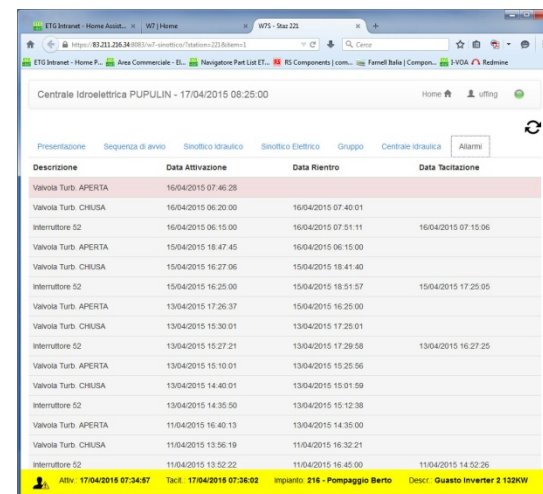 ETG Intranet - Home Assist... W7 | Home W7S - Staz 221
https://83.211.216.34:8083/w7-sinottico/?station=221&item=1 Cerca
ETG Intranet - Home P... Area Commerciale - El... Navigatore Part List ET... RS Components | com... Farnell Italia | Compon... I-VOA Redmine
Centrale Idroelettrica PUPULIN - 17/04/2015 08:25:00 Home uffing
Presentazione Sequenza di avvio Sinottico Idraulico Sinottico Elettrico Gruppo Centrale idraulica Allarmi
Descrizione Data Attivazione Data Rientro Data Tacitazione
Valvola Turb. APERTA 16/04/2015 07:46:28
Valvola Turb. CHIUSA 16/04/2015 06:20:00 16/04/2015 07:40:01
Interruttore 52 16/04/2015 06:15:00 16/04/2015 07:51:11 16/04/2015 07:15:06
Valvola Turb. APERTA 15/04/2015 18:47:45 16/04/2015 06:15:00
Valvola Turb. CHIUSA 15/04/2015 16:27:06 15/04/2015 18:41:40
Interruttore 52 15/04/2015 16:25:00 15/04/2015 18:51:57 15/04/2015 17:25:05
Valvola Turb. APERTA 13/04/2015 17:26:37 15/04/2015 16:25:00
Valvola Turb. CHIUSA 13/04/2015 15:30:01 13/04/2015 17:25:01
Interruttore 52 13/04/2015 15:27:21 13/04/2015 17:29:58 13/04/2015 16:27:25
Valvola Turb. APERTA 13/04/2015 15:10:01 13/04/2015 15:25:56
Valvola Turb. CHIUSA 13/04/2015 14:40:01 13/04/2015 15:01:59
Interruttore 52 13/04/2015 14:35:50 13/04/2015 15:12:38
Valvola Turb. APERTA 11/04/2015 16:40:13 13/04/2015 14:35:00
Valvola Turb. CHIUSA 11/04/2015 13:56:19 11/04/2015 16:32:21
Interruttore 52 11/04/2015 13:52:22 11/04/2015 16:45:00 11/04/2015 14:52:26
Attiv.: 17/04/2015 07:34:57 Tacit.: 17/04/2015 07:36:02 Impianto: 216 - Pompaggio Berto Descr.: Guasto Inverter 2 132KW